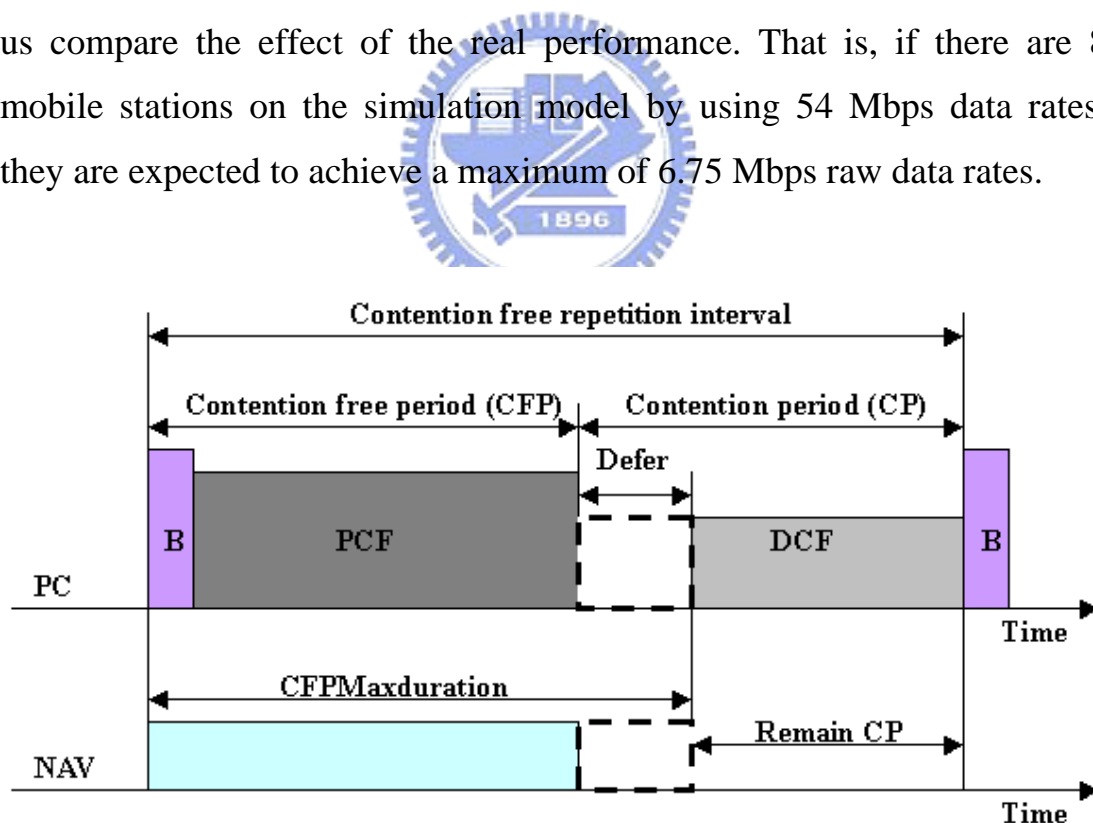 us compare the effect of the real performance. That is, if there are 8
mobile stations on the simulation model by using 54 Mbps data rates
they are expected to achieve a maximum of 6.75 Mbps raw data rates.
1896
Contention free repetition interval
Contention free period (CFP) Contention period (CP)
Defer
B PCF DCF B
PC
Time
CFPMaxduration
Remain CP
NAV
Time